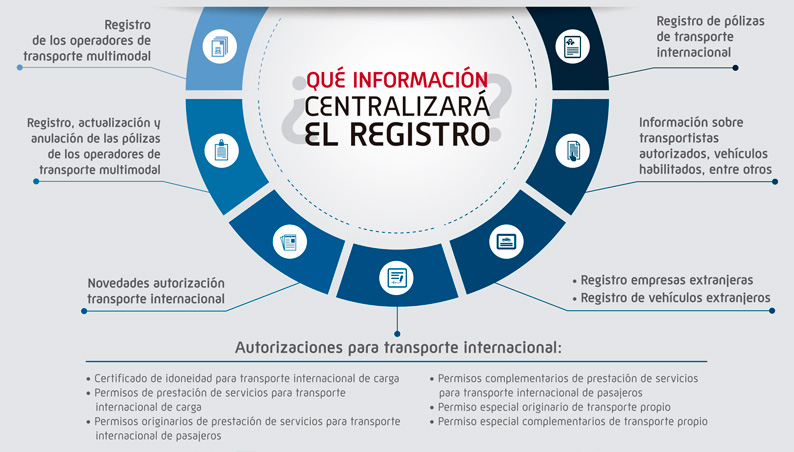 Registro
de los operadores de
transporte multimodal
Registro, actualización y
anulación de las pólizas
de los operadores de
transporte multimodal
Novedades autorización
transporte internacional
¿QUÉ INFORMACIÓN
CENTRALIZARÁ
EL REGISTRO?
Registro de pólizas
de transporte
internacional
Información sobre
transportistas
autorizados, vehículos
habilitados, entre otros
• Registro empresas extranjeras
• Registro de vehículos extranjeros
Autorizaciones para transporte internacional:
• Certificado de idoneidad para transporte internacional de carga
• Permisos de prestación de servicios para transporte
internacional de carga
• Permisos originarios de prestación de servicios para transporte
internacional de pasajeros
• Permisos complementarios de prestación de servicios
para transporte internacional de pasajeros
• Permiso especial originario de transporte propio
• Permiso especial complementarios de transporte propio